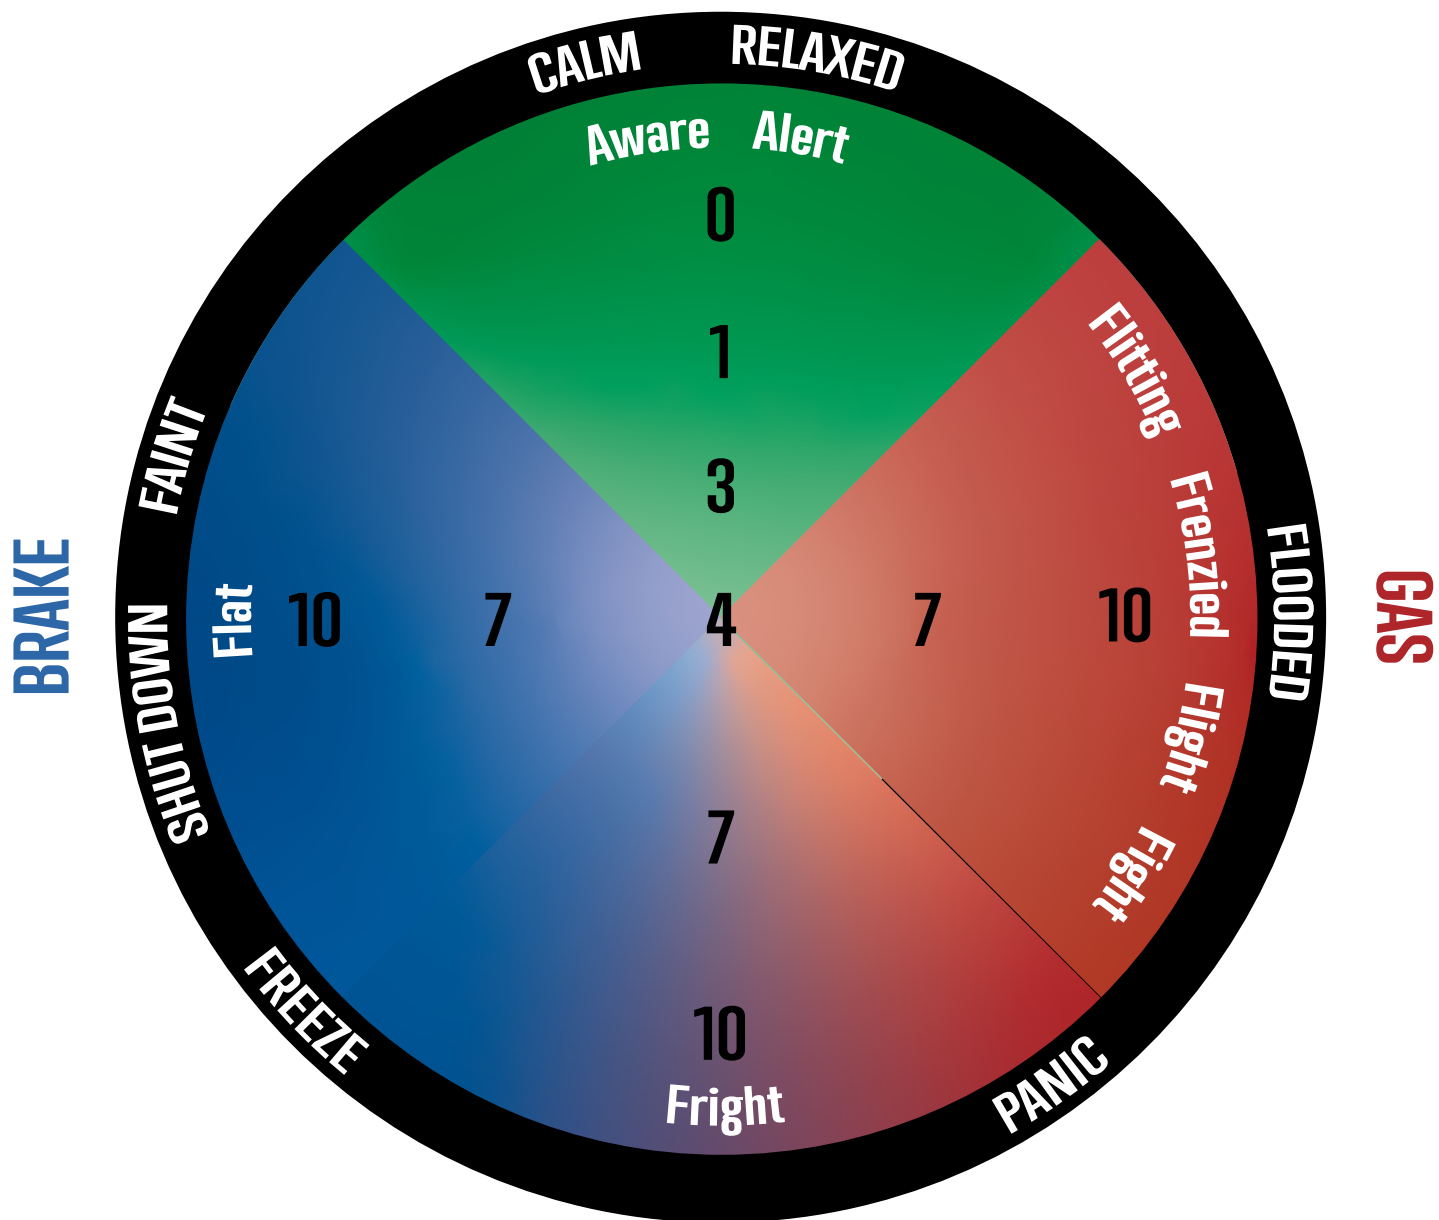 CALM RELAXED
Aware Alert
0
1
3
4
7
10
Fright
BRAKE
FAINT
SHUT DOWN
FREEZE
Flat
10
7
7
10
Flitting
Frenzied
Flight
Fight
FLOODED
PANIC
GAS